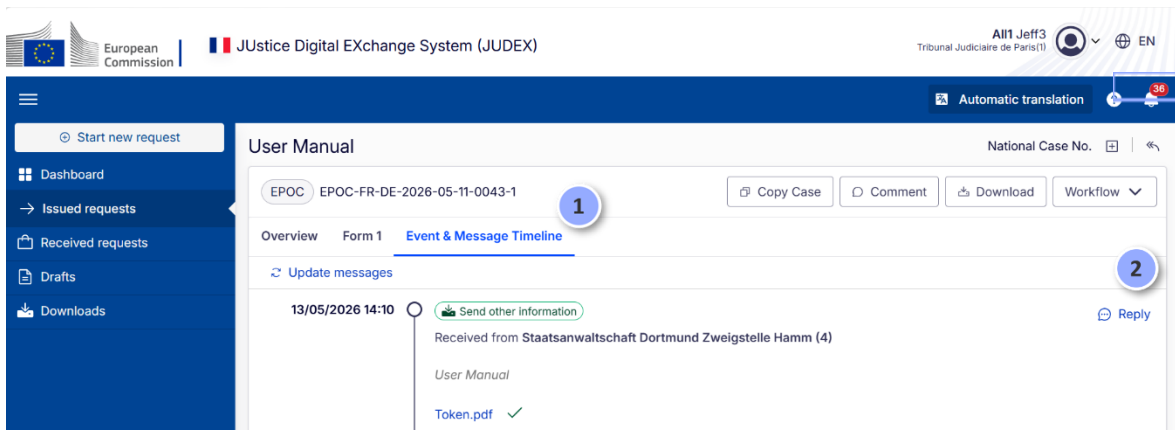 European
Commission
JUstice Digital EXchange System (JUDEX)
All1 Jeff3
Tribunal Judiciaire de Paris(1)
EN
Automatic translation
36
Start new request
Dashboard
Issued requests
Received requests
Drafts
Downloads
User Manual
National Case No.
EPOC EPOC-FR-DE-2026-05-11-0043-1
1
Copy Case
Comment
Download
Workflow
Overview Form 1 Event & Message Timeline
Update messages
2
13/05/2026 14:10 Send other information
Reply
Received from Staatsanwaltschaft Dortmund Zweigstelle Hamm (4)
User Manual
Token.pdf